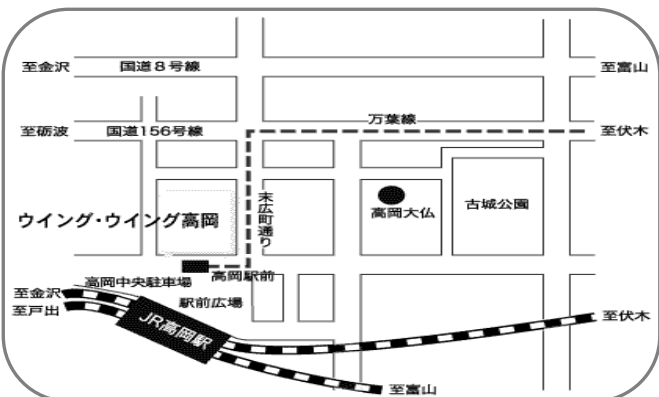 至金沢
国道8号線
至富山
万葉線
至砺波
国道156号線
至伏木
末広町通り
古城公園
高岡大仏
ウイング・ウイング高岡
高岡駅前
高岡中央駐車場
至金沢
駅前広場
至戸出
JR高岡駅
至伏木
至富山